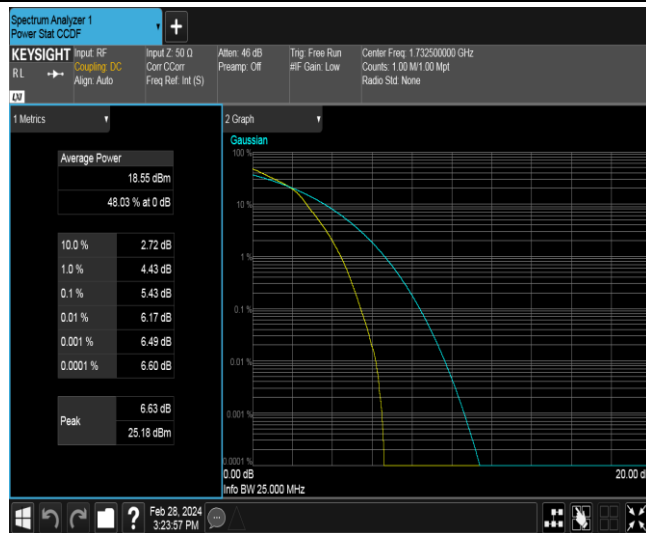 Spectrum Analyzer 1
Power Stat CCDF
+
KEYSIGHT
RL
Input: RF
Coupling: DC
Align: Auto
Input Z: 50 Ω
Corr CCorr
Freq Ref: Int (S)
Atten: 46 dB
Preamp: Off
Trig: Free Run
#IF Gain: Low
Center Freq: 1.732500000 GHz
Counts: 1.00 M/1.00 Mpt
Radio Std: None
1 Metrics
Average Power
18.55 dBm
48.03 % at 0 dB
10.0 % 2.72 dB
1.0 % 4.43 dB
0.1 % 5.43 dB
0.01 % 6.17 dB
0.001 % 6.49 dB
0.0001 % 6.60 dB
Peak
6.63 dB
25.18 dBm
2 Graph
Gaussian
100 %
10 %
1 %
0.1 %
0.01 %
0.001 %
0.0001 %
0.00 dB
20.00 d
Info BW 25.000 MHz
?
Feb 28, 2024
3:23:57 PM